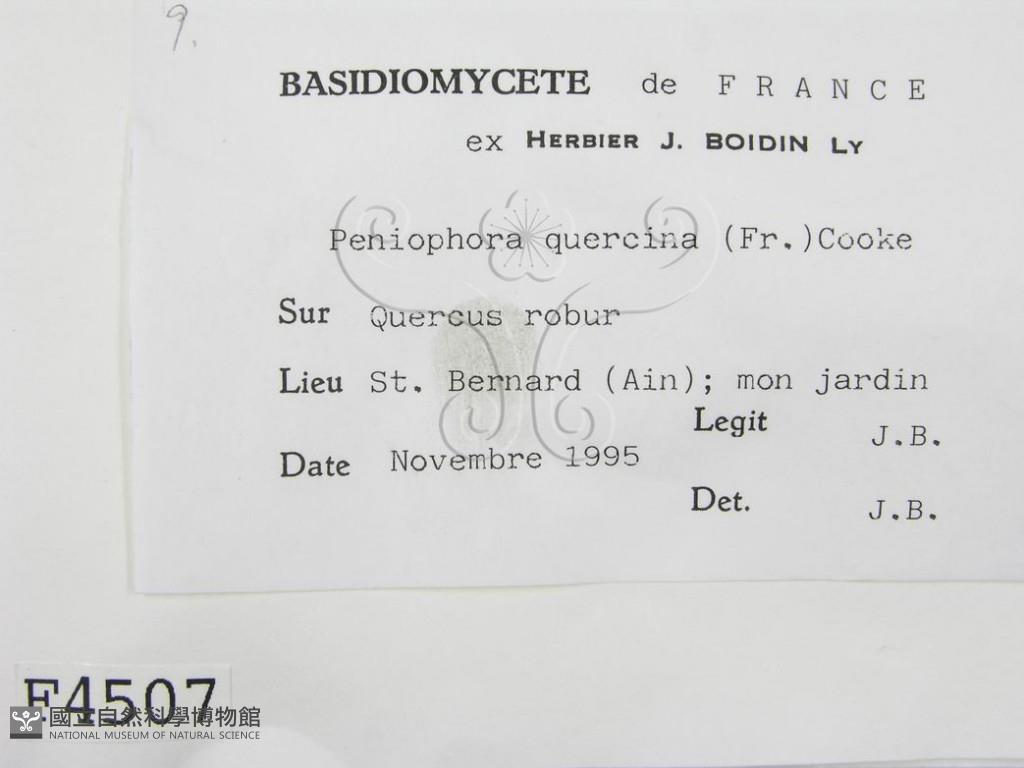 9.
BASIDIOMYCETE de FRANCE
ex HERBIER J. BOIDIN LY
Peniophora quercina (Fr.)Cooke
Sur Quercus robur
Lieu St. Bernard (Ain); mon jardin
Legit J.B.
Date Novembre 1995
Det. J.B.
F4507
國立自然科學博物館
NATIONAL MUSEUM OF NATURAL SCIENCE